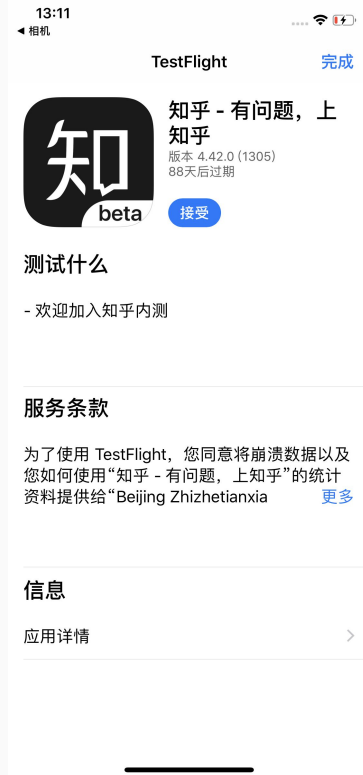 13:11
◀ 相机
TestFlight
完成
知
beta
知乎 - 有问题，上
知乎
版本 4.42.0 (1305)
88天后过期
接受
测试什么
- 欢迎加入知乎内测
服务条款
为了使用 TestFlight，您同意将崩溃数据以及
您如何使用“知乎 - 有问题，上知乎”的统计
资料提供给“Beijing Zhizhetianxia 更多
信息
应用详情